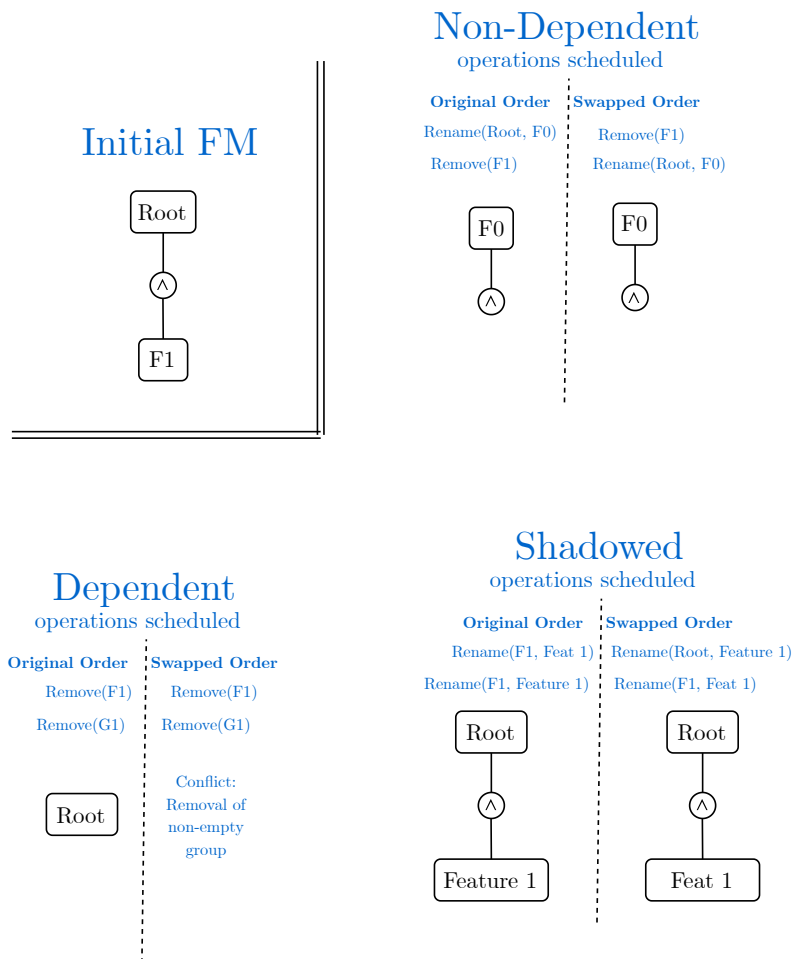 Initial FM
Root
∧
F1
Non-Dependent
operations scheduled
Original Order
Rename(Root, F0)
Remove(F1)
F0
∧
Swapped Order
Remove(F1)
Rename(Root, F0)
F0
∧
Dependent
operations scheduled
Original Order
Remove(F1)
Remove(G1)
Root
Swapped Order
Remove(F1)
Remove(G1)
Conflict:
Removal of
non-empty
group
Shadowed
operations scheduled
Original Order
Rename(F1, Feat 1)
Rename(F1, Feature 1)
Root
∧
Feature 1
Swapped Order
Rename(Root, Feature 1)
Rename(F1, Feat 1)
Root
∧
Feat 1